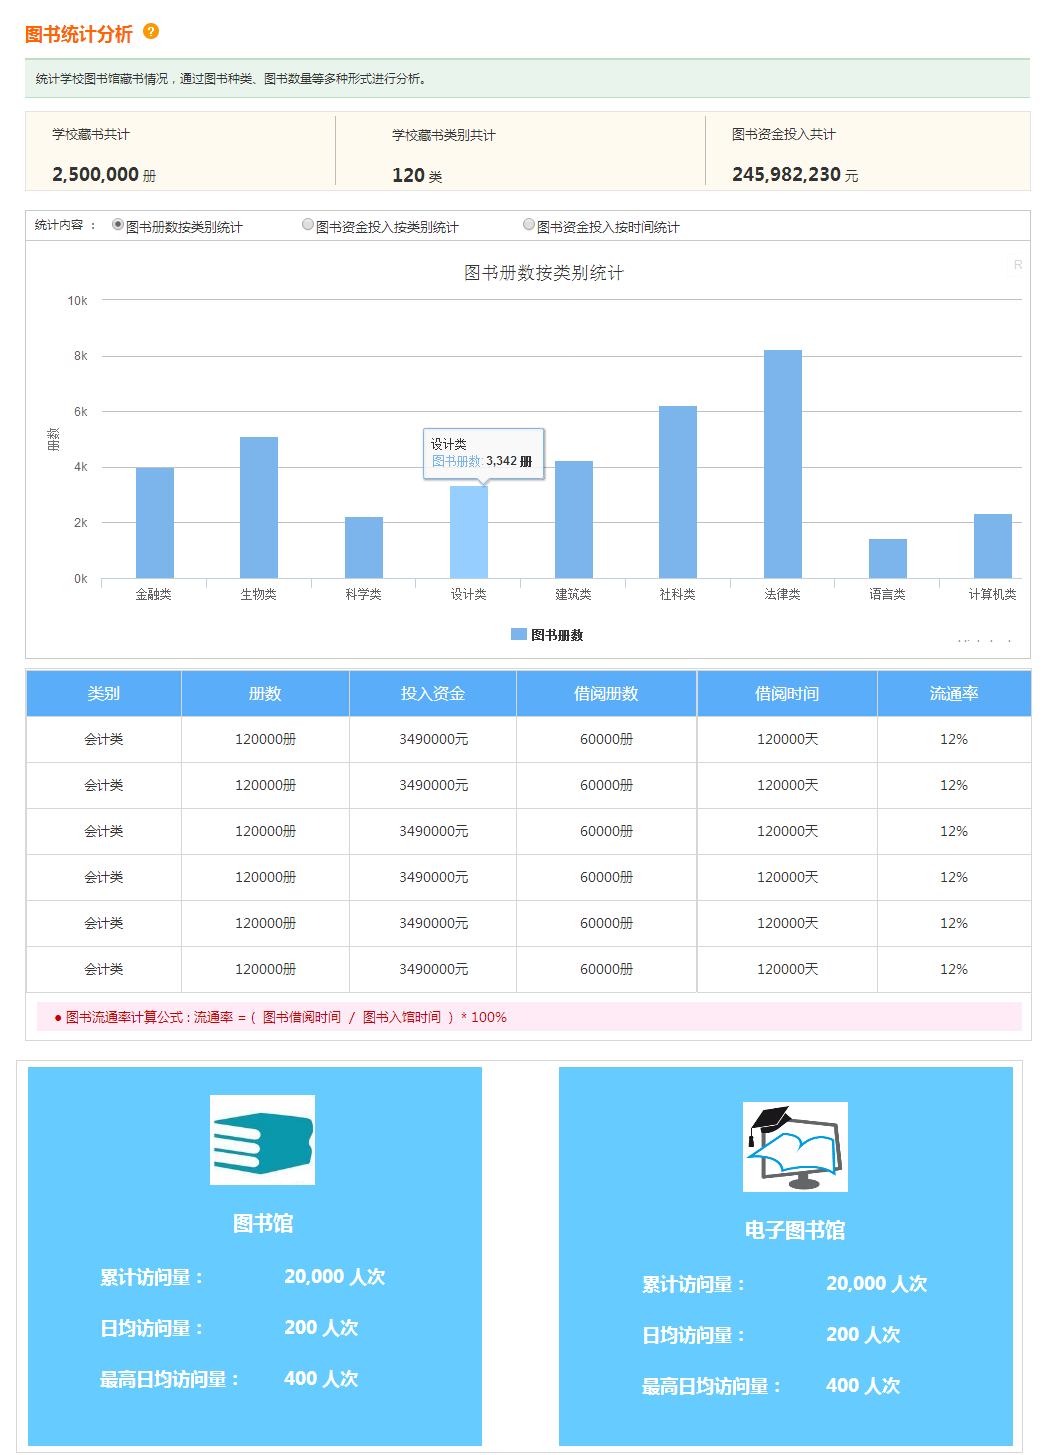 图书统计分析 ?
统计学校图书馆藏书情况，通过图书种类、图书数量等多种形式进行分析。
学校藏书共计 学校藏书类别共计 图书资金投入共计
2,500,000 册 120 类 245,982,230 元
统计内容 ： 图书册数按类别统计 图书资金投入按类别统计 图书资金投入按时间统计
图书册数按类别统计
R
10k
8k
6k
4k
2k
0k
册数
设计类
图书册数: 3,342 册
金融类 生物类 科学类 设计类 建筑类 社科类 法律类 语言类 计算机类
图书册数
类别 册数 投入资金 借阅册数 借阅时间 流通率
会计类 120000册 3490000元 60000册 120000天 12%
会计类 120000册 3490000元 60000册 120000天 12%
会计类 120000册 3490000元 60000册 120000天 12%
会计类 120000册 3490000元 60000册 120000天 12%
会计类 120000册 3490000元 60000册 120000天 12%
会计类 120000册 3490000元 60000册 120000天 12%
● 图书流通率计算公式 : 流通率 = （ 图书借阅时间 / 图书入馆时间 ）* 100%
图书馆
累计访问量： 20,000 人次
日均访问量： 200 人次
最高日均访问量： 400 人次
电子图书馆
累计访问量： 20,000 人次
日均访问量： 200 人次
最高日均访问量： 400 人次